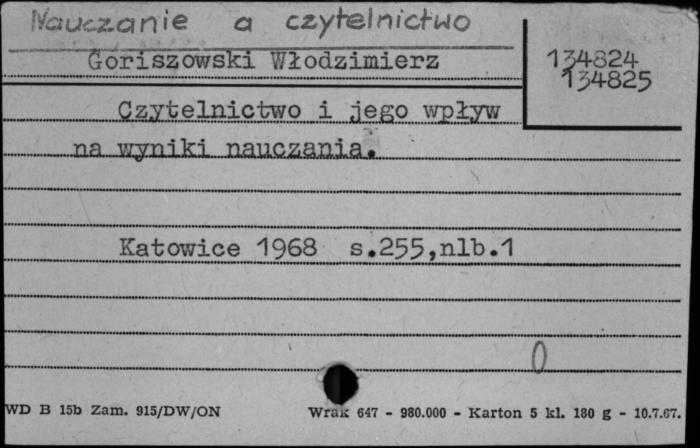 Nauczanie a czytelnictwo
Goriszowski Włodzimierz
134824
134825
Czytelnictwo i jego wpływ
na wyniki nauczania.
Katowice 1968 s.255,nlb.1
0
WD B 15b Zam. 915/DW/ON Wrak 647 - 980.000 - Karton 5 kl. 180 g - 10.7.67.